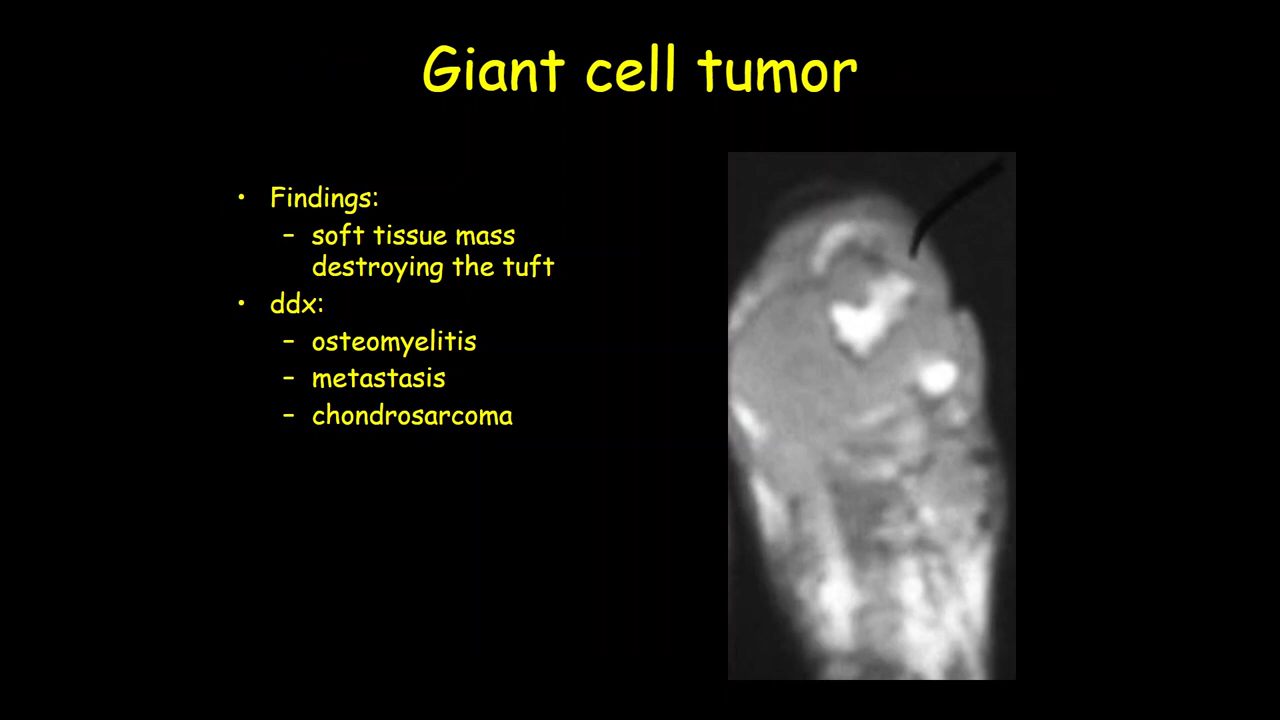 Giant cell tumor
• Findings:
– soft tissue mass
destroying the tuft
• ddx:
– osteomyelitis
– metastasis
– chondrosarcoma